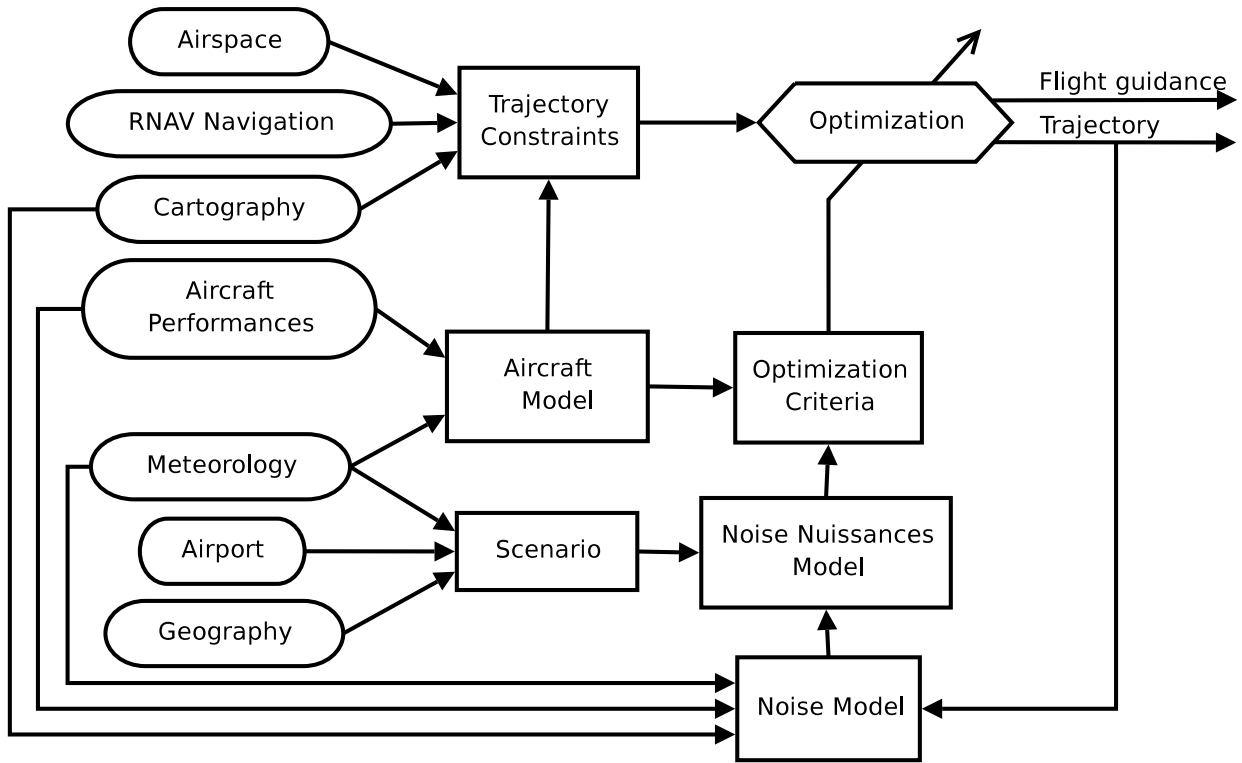 Airspace
RNAV Navigation
Cartography
Aircraft
Performances
Meteorology
Airport
Geography
Trajectory
Constraints
Aircraft
Model
Scenario
Optimization
Optimization
Criteria
Noise Nuissances
Model
Noise Model
Flight guidance
Trajectory